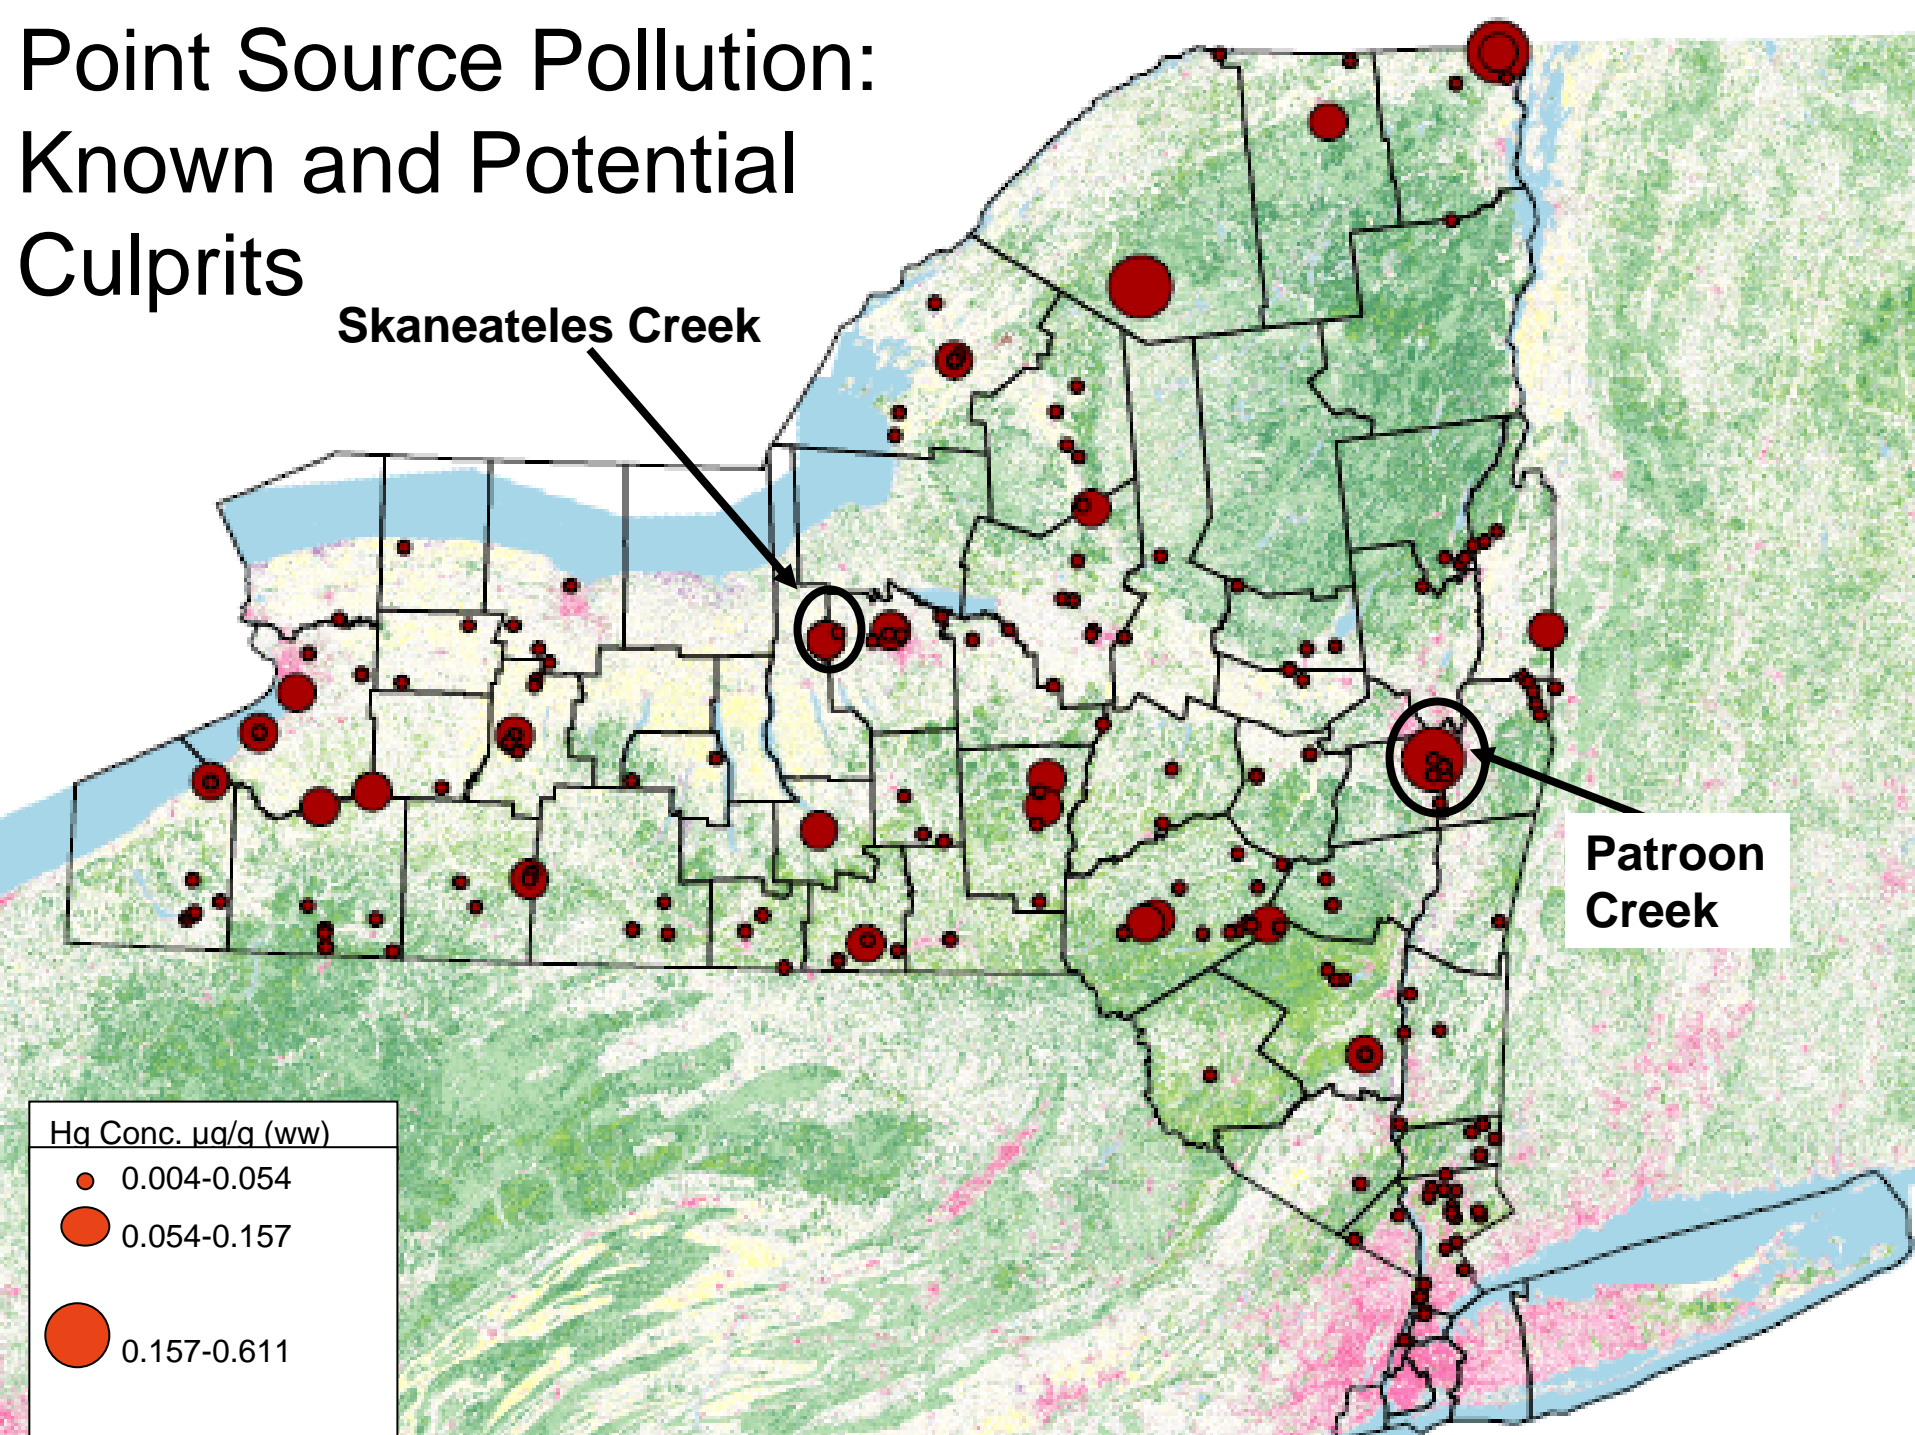 Point Source Pollution:
Known and Potential
Culprits
Skaneateles Creek
Patroon
Creek
Hg Conc. µg/g (ww)
0.004-0.054
0.054-0.157
0.157-0.611